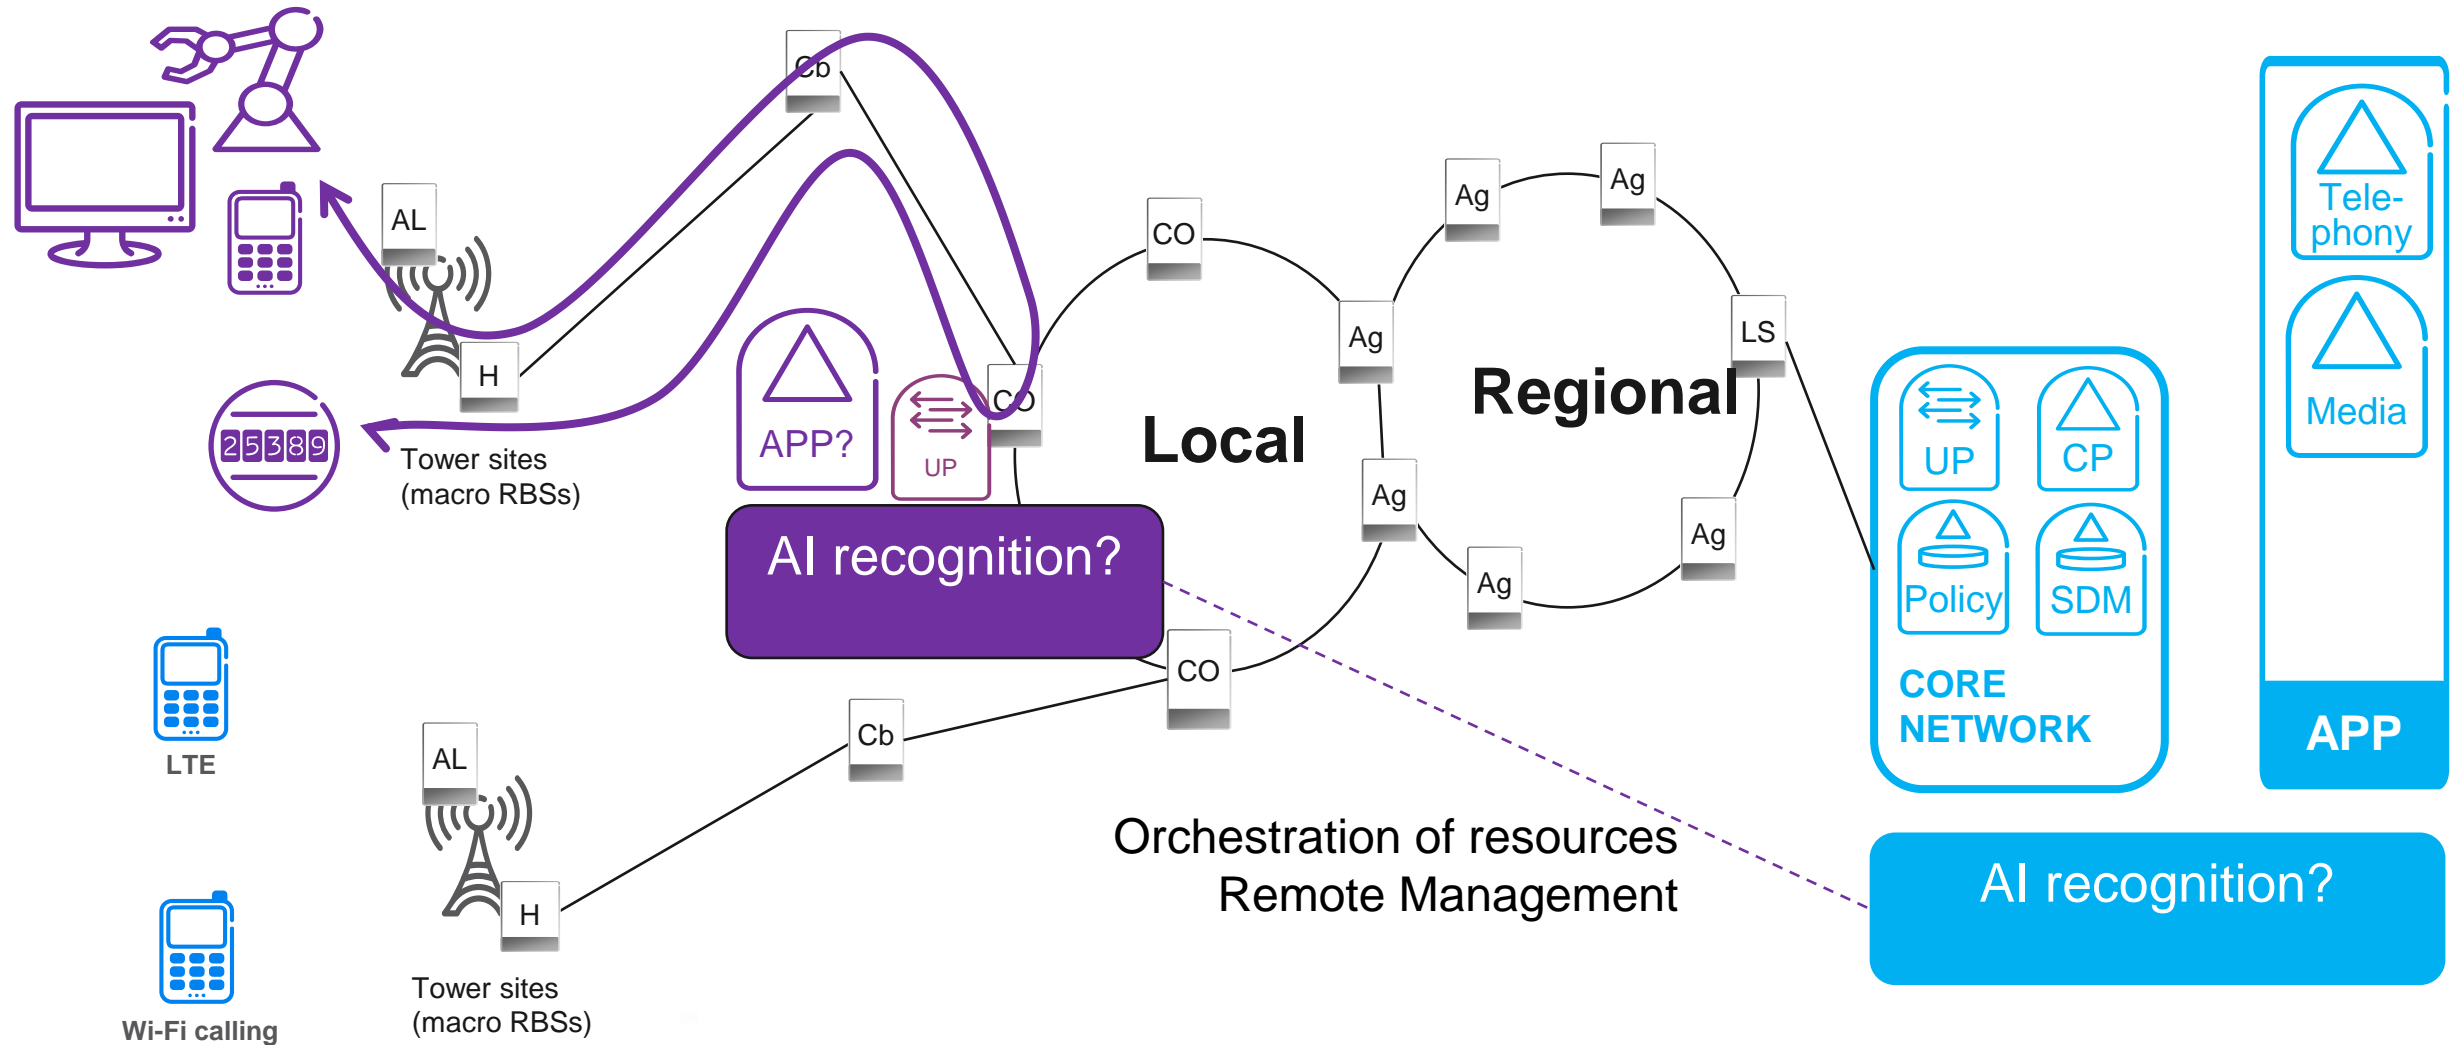 Cb
AL
H
25389
Tower sites
(macro RBSs)
APP?
UP
CO
CO
Local
Ag
Ag
Ag
Ag
Regional
LS
Ag
Ag
AI recognition?
CO
Cb
LTE
AL
H
Wi-Fi calling
Tower sites
(macro RBSs)
Orchestration of resources
Remote Management
UP
CP
Policy
SDM
CORE
NETWORK
Tele-
phony
Media
APP
AI recognition?